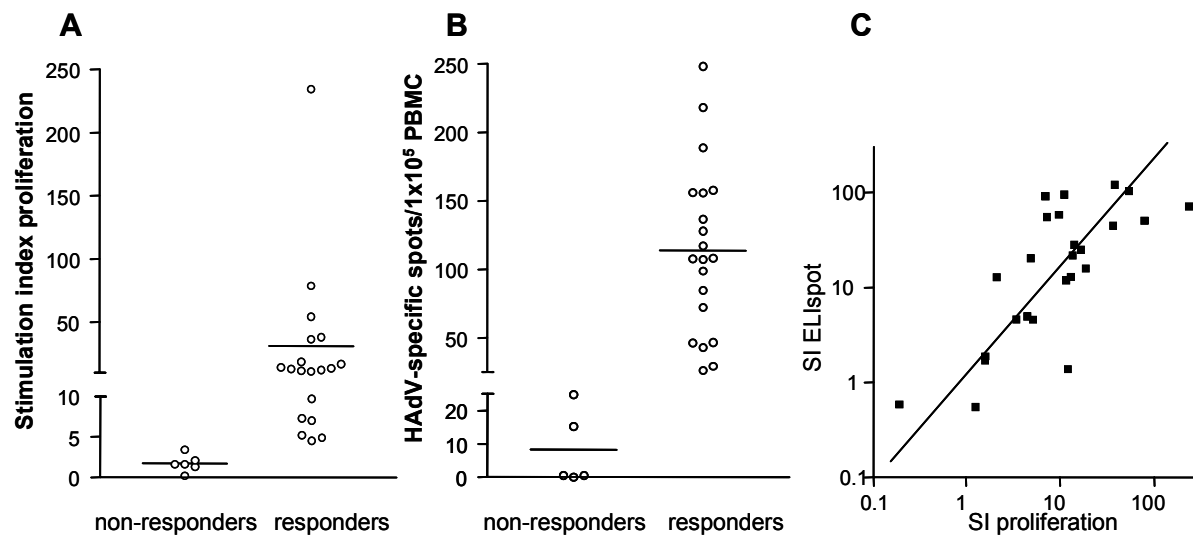 A
Stimulation index proliferation
250
200
150
100
50
10
5
0
non-responders
responders
B
HAdV-specific spots/1x10⁵ PBMC
250
200
150
100
50
20
10
0
non-responders
responders
C
SI ELIspot
100
10
1
0.1
0.1
1
10
100
SI proliferation